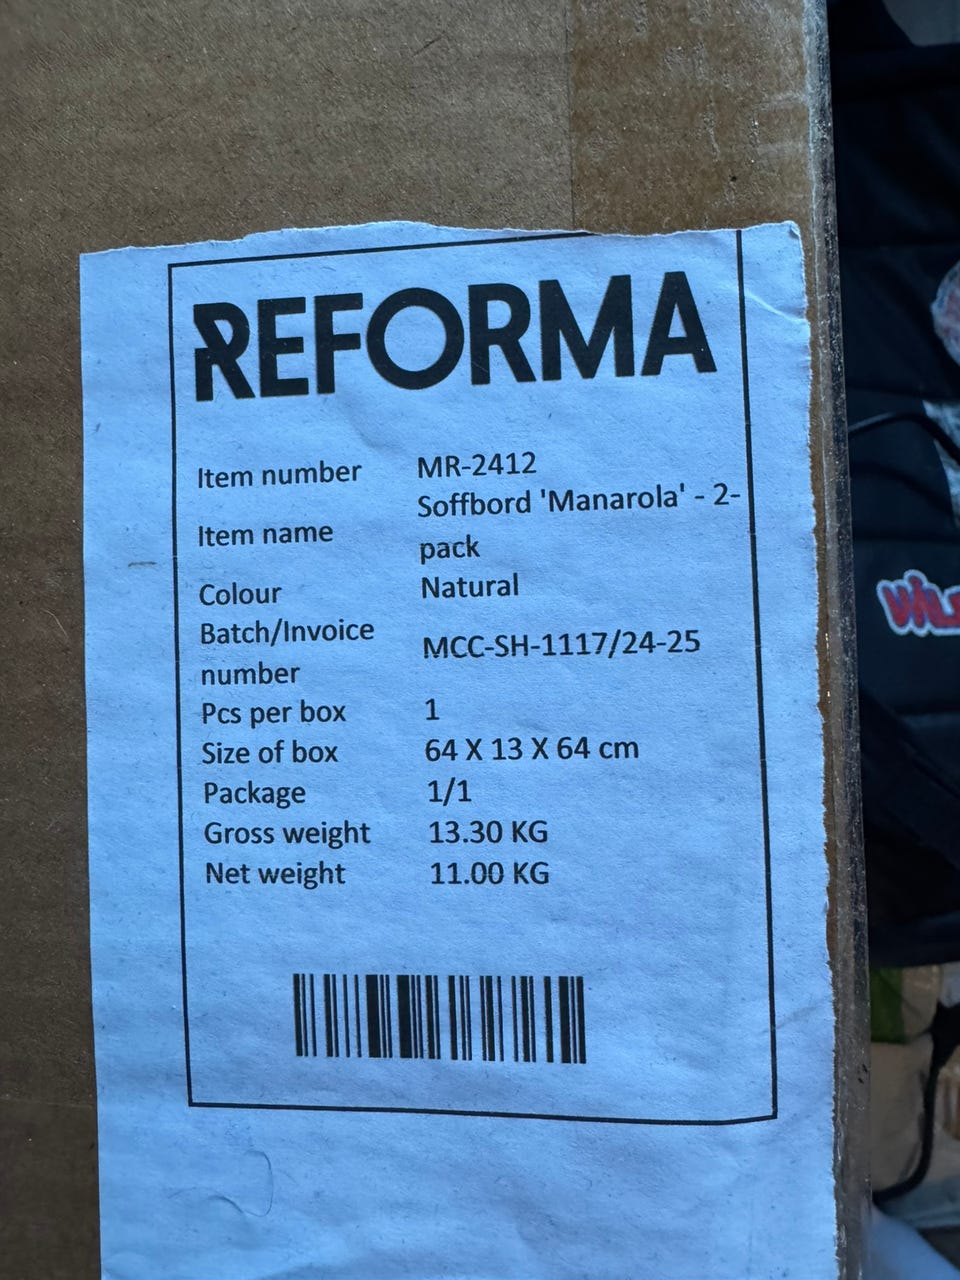 REFORMA
Item number MR-2412
Item name Soffbord 'Manarola' - 2-
pack
Colour Natural
Batch/Invoice
number MCC-SH-1117/24-25
Pcs per box 1
Size of box 64 X 13 X 64 cm
Package 1/1
Gross weight 13.30 KG
Net weight 11.00 KG